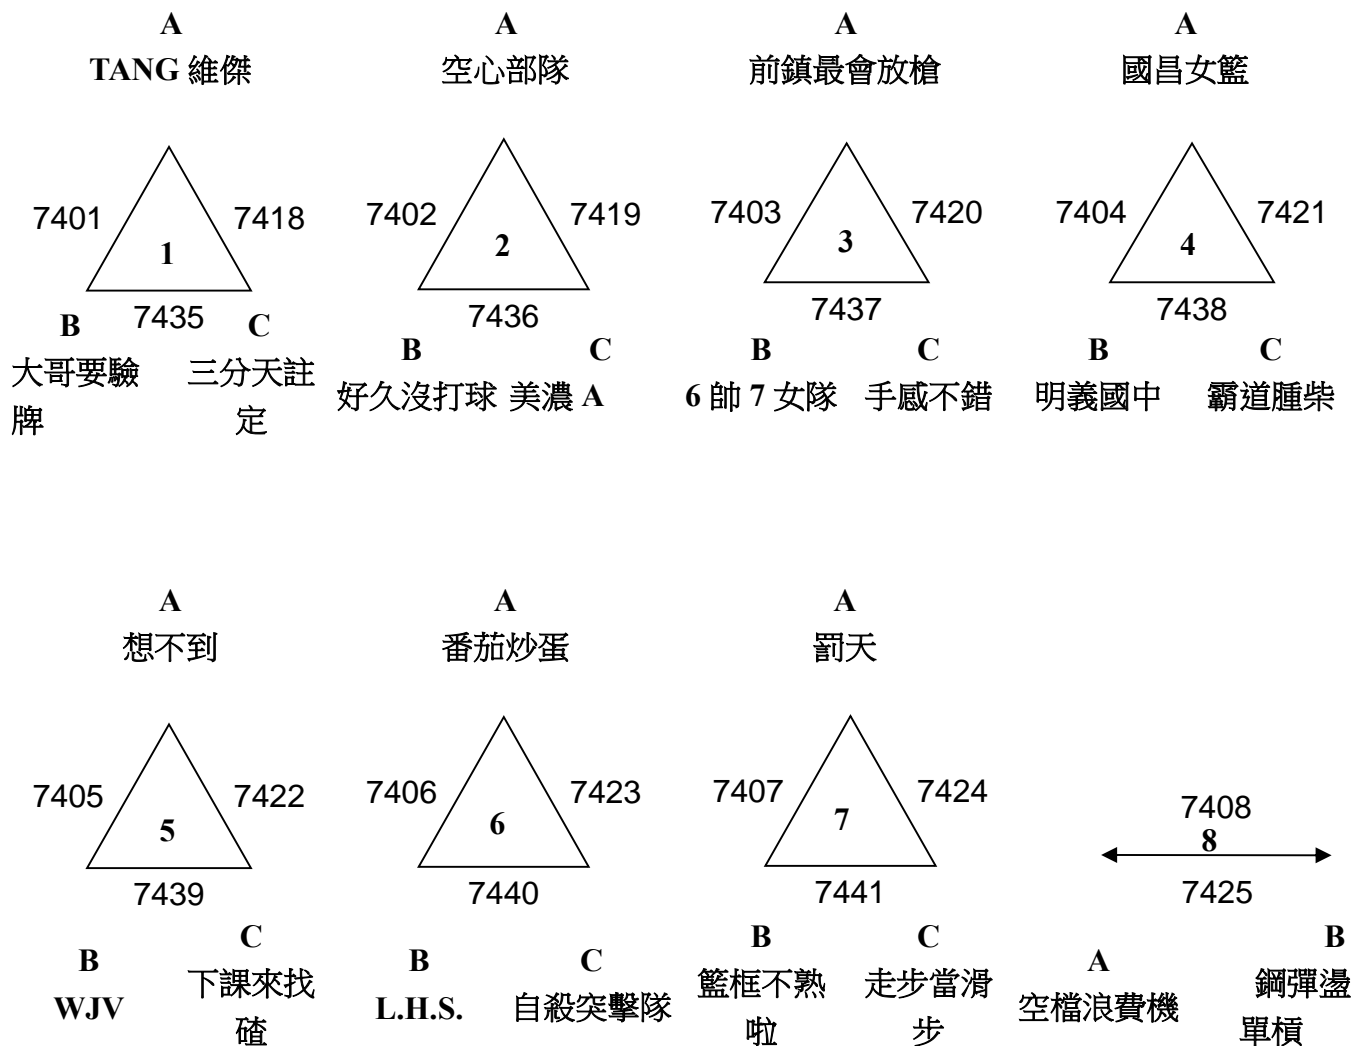 A A A A
TANG 維傑 空心部隊 前鎮最會放槍 國昌女籃
7401 7418 7402 7419 7403 7420 7404 7421
1 2 3 4
7435 7436 7437 7438
B C B C B C B C
大哥要驗 三分天註 好久沒打球 美濃 A 6 帥 7 女隊 手感不錯 明義國中 霸道腫柴
牌 定
A A A
想不到 番茄炒蛋 罰天
7405 7422 7406 7423 7407 7424 7408
5 6 7 8
7439 7440 7441 7425
B C B C B C A B
WJV 下課來找 L.H.S. 自殺突擊隊 籃框不熟 走步當滑 空檔浪費機 鋼彈盪
碴 啦 步 單槓